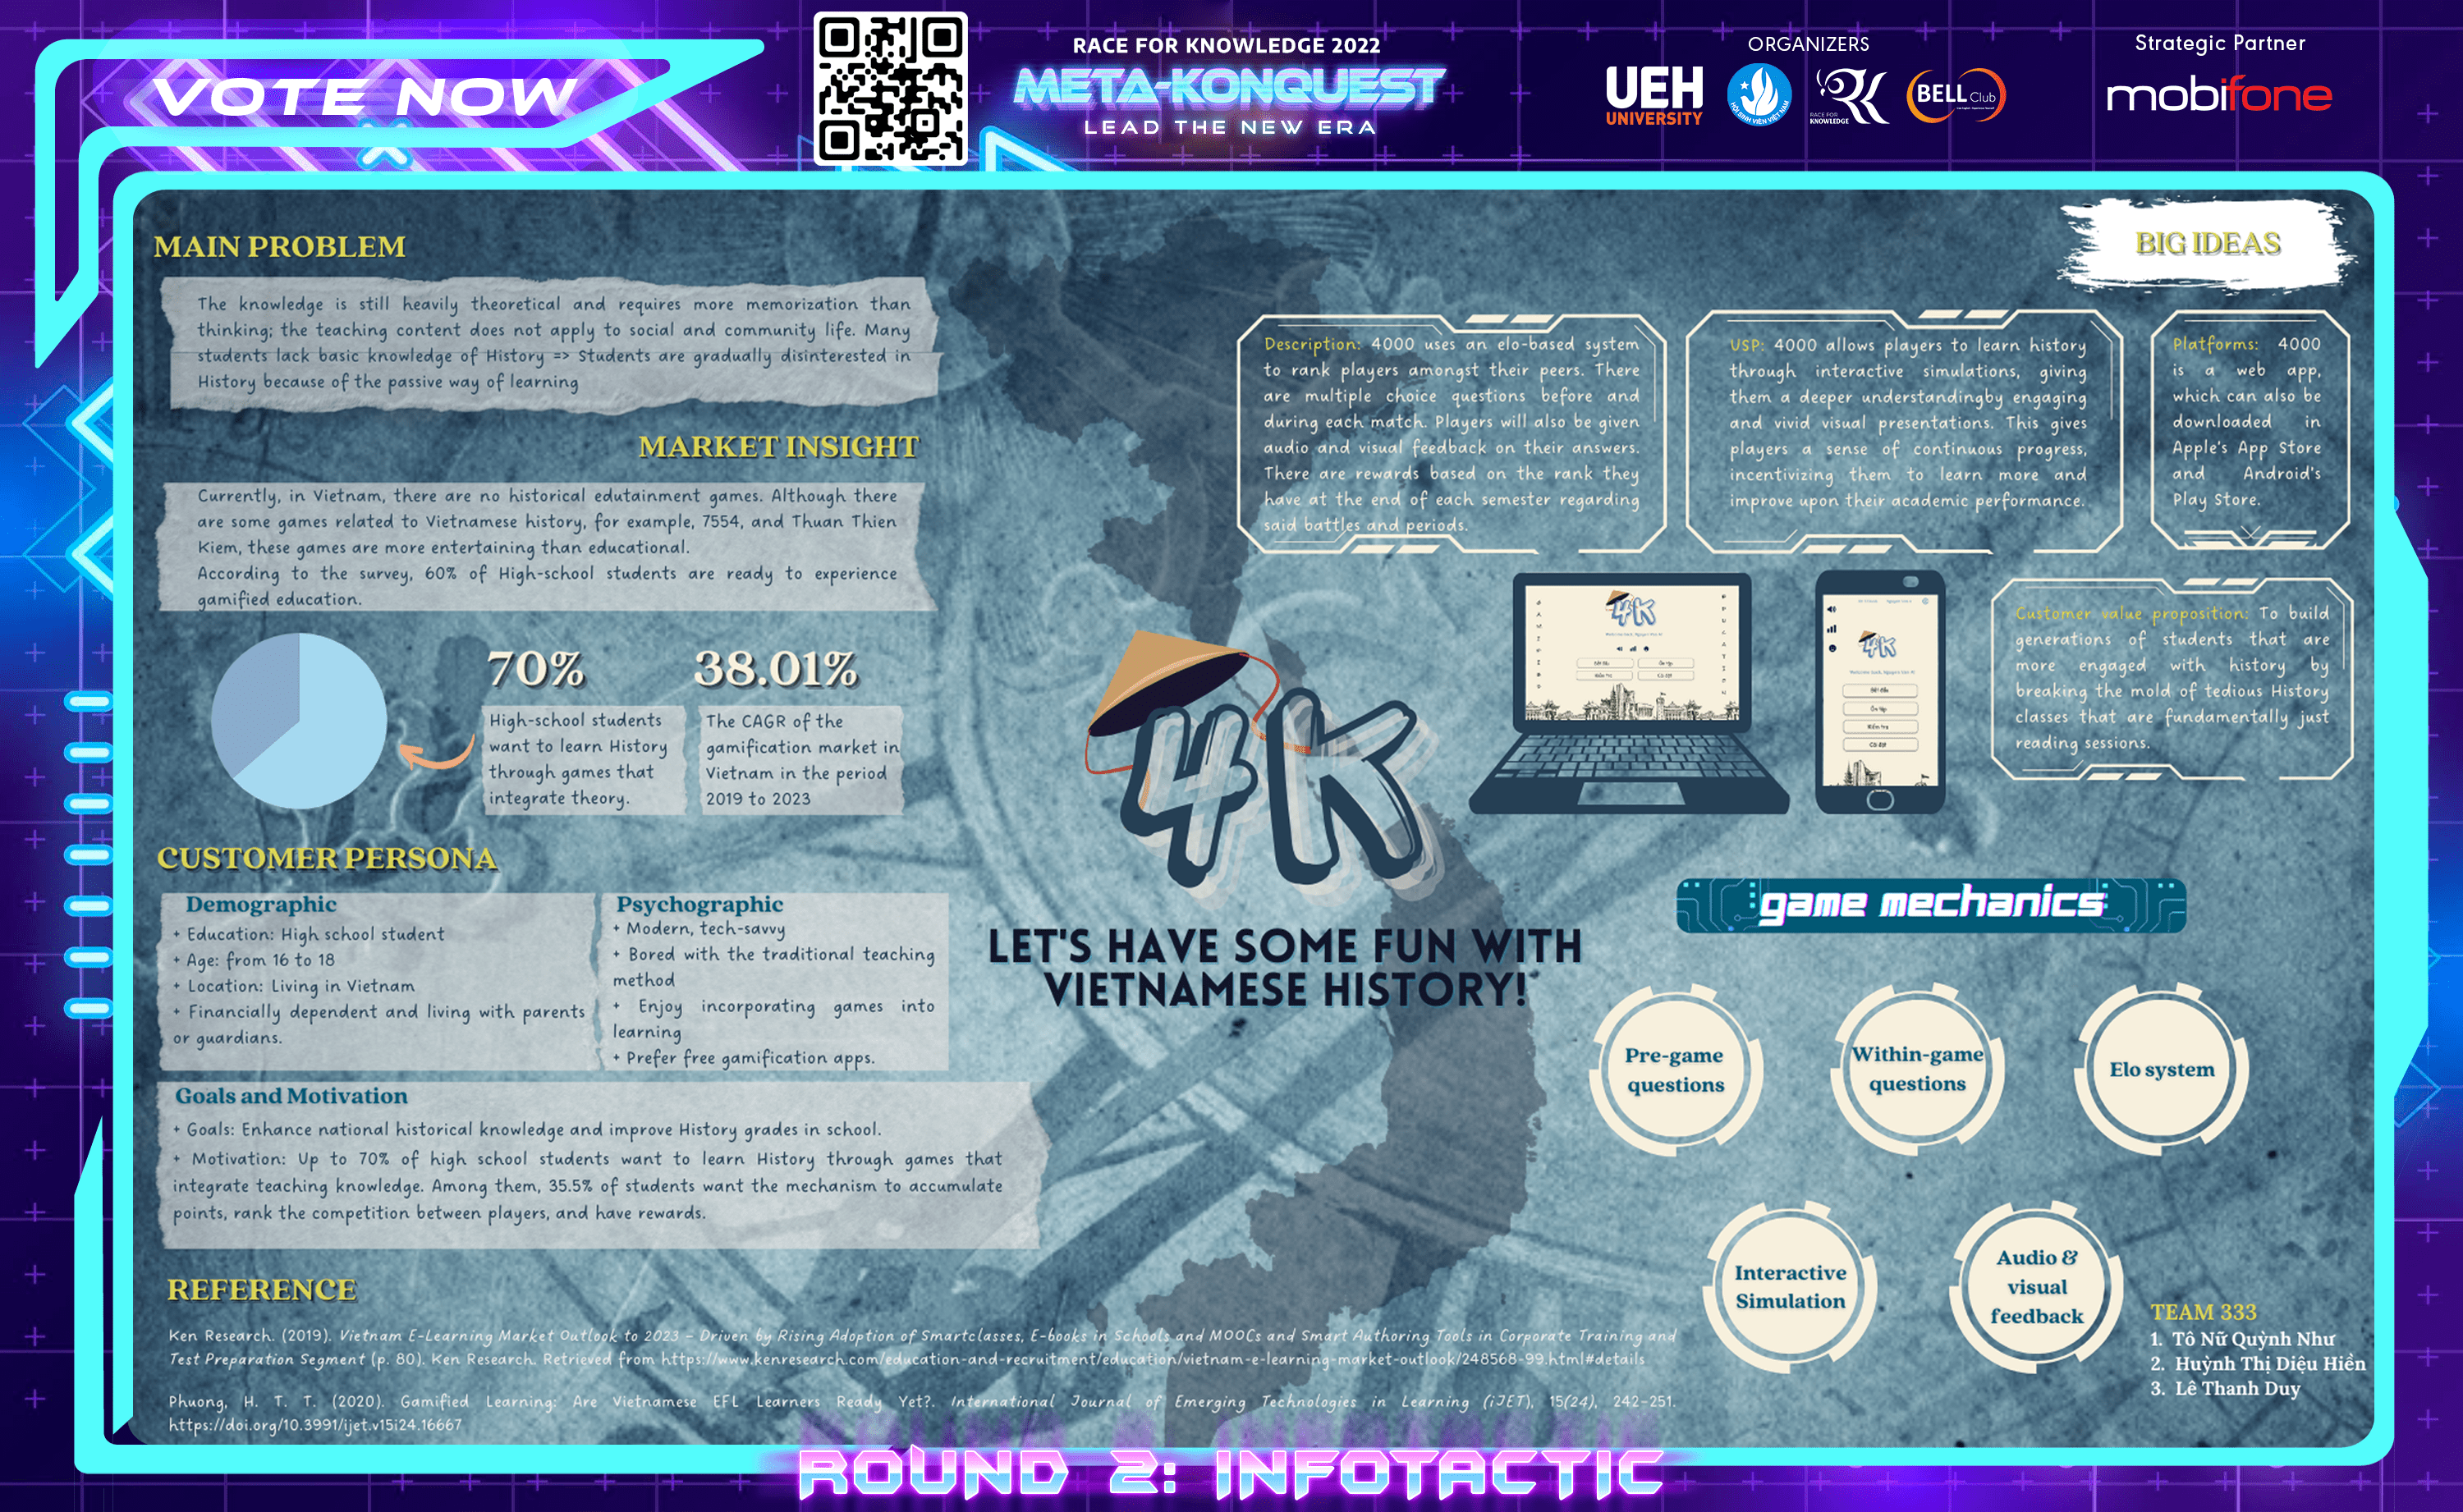 VOTE NOW
RACE FOR KNOWLEDGE 2022
META-KONQUEST
LEAD THE NEW ERA
ORGANIZERS
UEH
UNIVERSITY
HỘI SINH VIÊN VIỆT NAM
RACE FOR
KNOWLEDGE
BELL Club
Strategic Partner
mobifone
MAIN PROBLEM
The knowledge is still heavily theoretical and requires more memorization than
thinking; the teaching content does not apply to social and community life. Many
students lack basic knowledge of History => Students are gradually disinterested in
History because of the passive way of learning
MARKET INSIGHT
Currently, in Vietnam, there are no historical edutainment games. Although there
are some games related to Vietnamese history, for example, 7554, and Thuan Thien
Kiem, these games are more entertaining than educational.
According to the survey, 60% of High-school students are ready to experience
gamified education.
70%
High-school students
want to learn History
through games that
integrate theory.
38.01%
The CAGR of the
gamification market in
Vietnam in the period
2019 to 2023
CUSTOMER PERSONA
Demographic
+ Education: High school student
+ Age: from 16 to 18
+ Location: Living in Vietnam
+ Financially dependent and living with parents
or guardians.
Psychographic
+ Modern, tech-savvy
+ Bored with the traditional teaching
method
+ Enjoy incorporating games into
learning
+ Prefer free gamification apps.
Goals and Motivation
+ Goals: Enhance national historical knowledge and improve History grades in school.
+ Motivation: Up to 70% of high school students want to learn History through games that
integrate teaching knowledge. Among them, 35.5% of students want the mechanism to accumulate
points, rank the competition between players, and have rewards.
REFERENCE
Ken Research. (2019). Vietnam E-Learning Market Outlook to 2023 – Driven by Rising Adoption of Smartclasses, E-books in Schools and MOOCs and Smart Authoring Tools in Corporate Training and
Test Preparation Segment (p. 80). Ken Research. Retrieved from https://www.kenresearch.com/education-and-recruitment/education/vietnam-e-learning-market-outlook/248568-99.html#details
Phuong, H. T. T. (2020). Gamified Learning: Are Vietnamese EFL Learners Ready Yet?. International Journal of Emerging Technologies in Learning (iJET), 15(24), 242–251.
https://doi.org/10.3991/ijet.v15i24.16667
4K
LET'S HAVE SOME FUN WITH
VIETNAMESE HISTORY!
BIG IDEAS
Description: 4000 uses an elo-based system
to rank players amongst their peers. There
are multiple choice questions before and
during each match. Players will also be given
audio and visual feedback on their answers.
There are rewards based on the rank they
have at the end of each semester regarding
said battles and periods.
USP: 4000 allows players to learn history
through interactive simulations, giving
them a deeper understandingby engaging
and vivid visual presentations. This gives
players a sense of continuous progress,
incentivizing them to learn more and
improve upon their academic performance.
Platforms: 4000
is a web app,
which can also be
downloaded in
Apple's App Store
and Android's
Play Store.
4K
4K
Bắt đầu
Ôn tập
Kiểm tra
Cài đặt
Customer value proposition: To build
generations of students that are
more engaged with history by
breaking the mold of tedious History
classes that are fundamentally just
reading sessions.
game mechanics
Pre-game
questions
Within-game
questions
Elo system
Interactive
Simulation
Audio &
visual
feedback
TEAM 333
1. Tô Nữ Quỳnh Như
2. Huỳnh Thị Diệu Hiền
3. Lê Thanh Duy
ROUND 2: INFOTACTIC